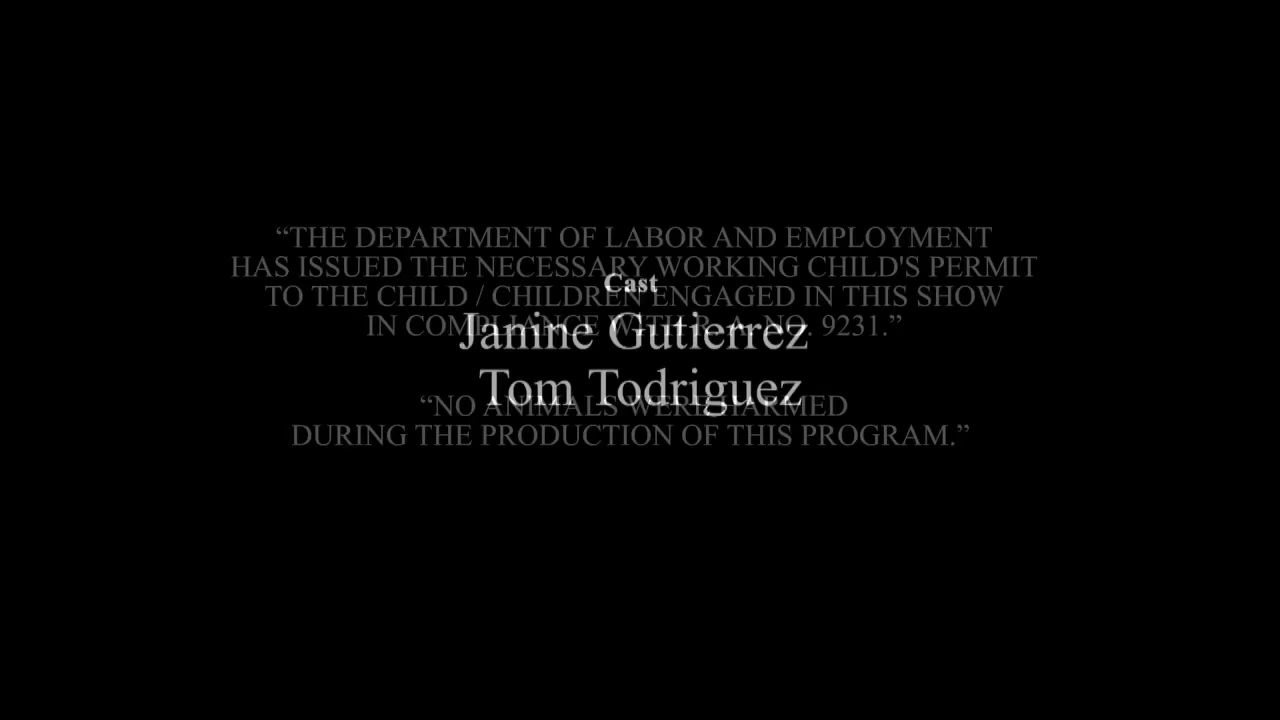 “THE DEPARTMENT OF LABOR AND EMPLOYMENT
HAS ISSUED THE NECESSARY WORKING CHILD'S PERMIT
Cast
TO THE CHILD / CHILDREN ENGAGED IN THIS SHOW
IN COMPLIANCE WITH R. A. NO. 9231.”
Janine Gutierrez
Tom Todriguez
“NO ANIMALS WERE HARMED
DURING THE PRODUCTION OF THIS PROGRAM.”